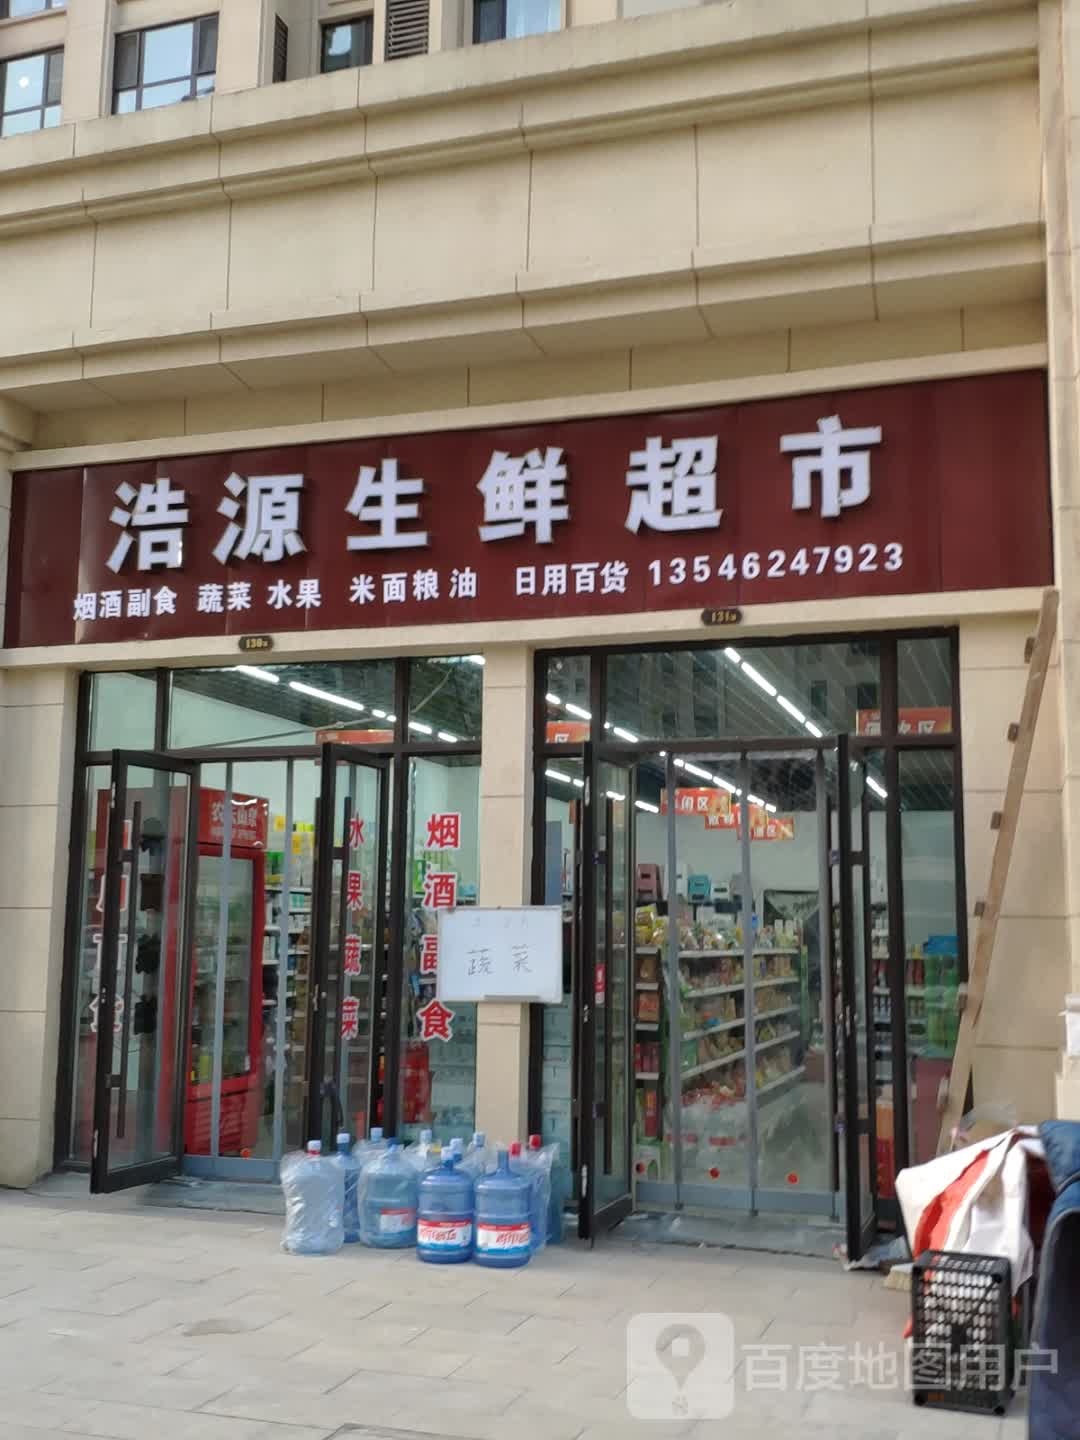 浩源生鲜超市
烟酒副食 蔬菜 水果 米面粮油 日用百货 13546247923
水果蔬菜
烟酒副食
蔬菜
百度地图用户